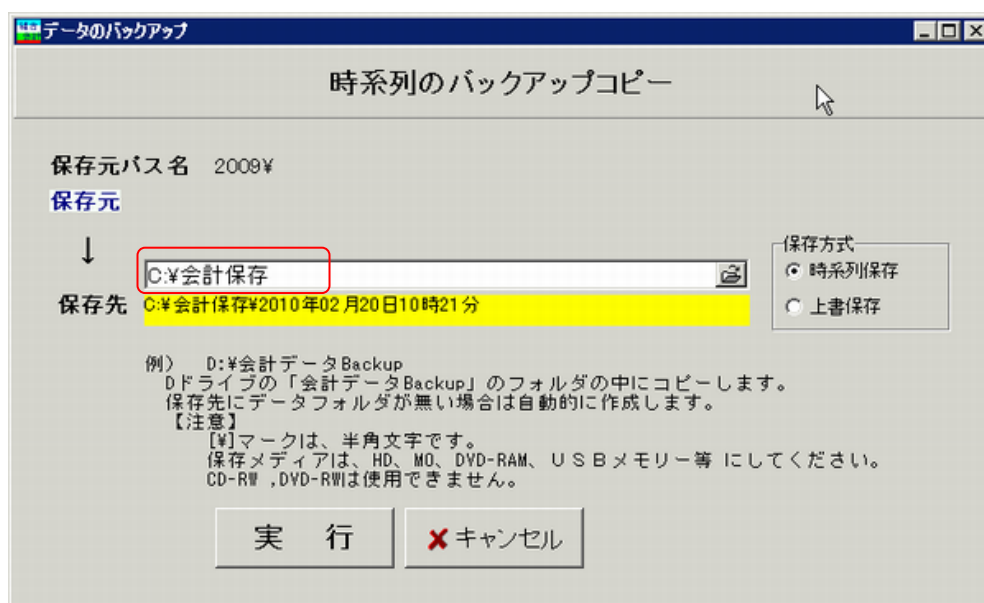 データのバックアップ
時系列のバックアップコピー
保存元パス名 2009¥
保存元
↓
C:¥会計保存
保存先 C:¥会計保存¥2010年02月20日10時21分
保存方式
時系列保存
上書保存
例） D:¥会計データBackup
Dドライブの「会計データBackup」のフォルダの中にコピーします。
保存先にデータフォルダが無い場合は自動的に作成します。
【注意】
[¥]マークは、半角文字です。
保存メディアは、HD、MO、DVD-RAM、ＵＳＢメモリー等 にしてください。
CD-RW ,DVD-RWは使用できません。
実 行
キャンセル